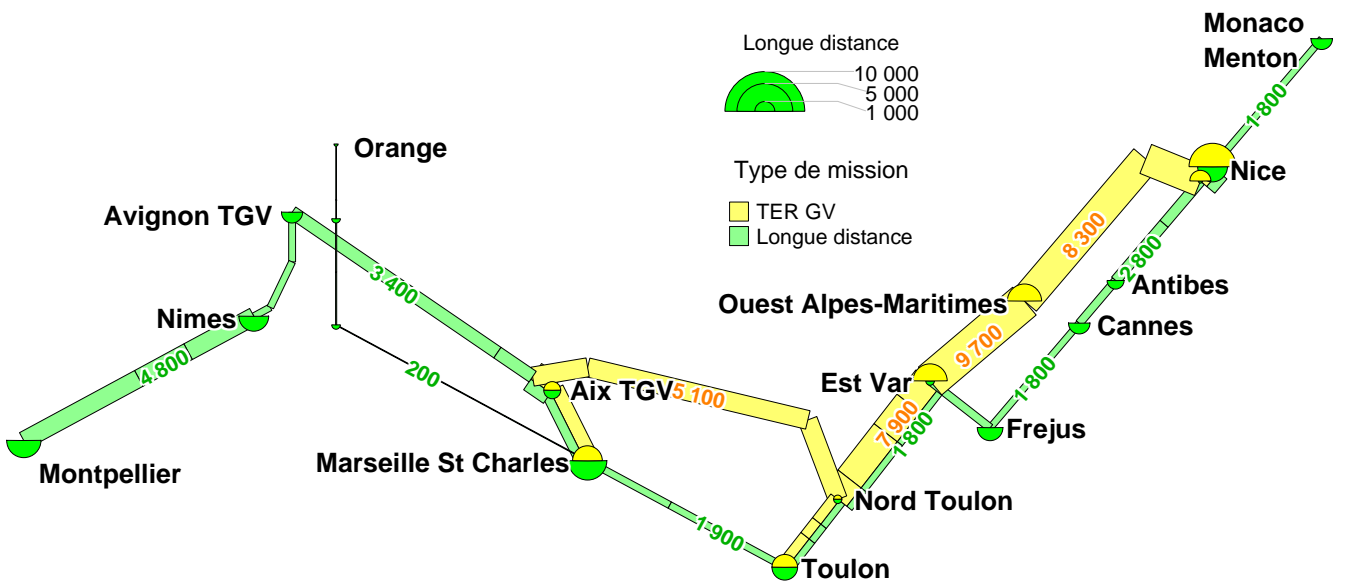 Monaco
Menton
Longue distance
10 000
5 000
1 000
1 800
Orange
Type de mission
Nice
Avignon TGV
TER GV
Longue distance
8 300
2 800
3 400
Antibes
Ouest Alpes-Maritimes
Nimes
Cannes
9 700
4 800
200
Est Var
1 800
Aix TGV
5 100
7 900
1 800
Frejus
Marseille St Charles
Montpellier
Nord Toulon
1 900
Toulon